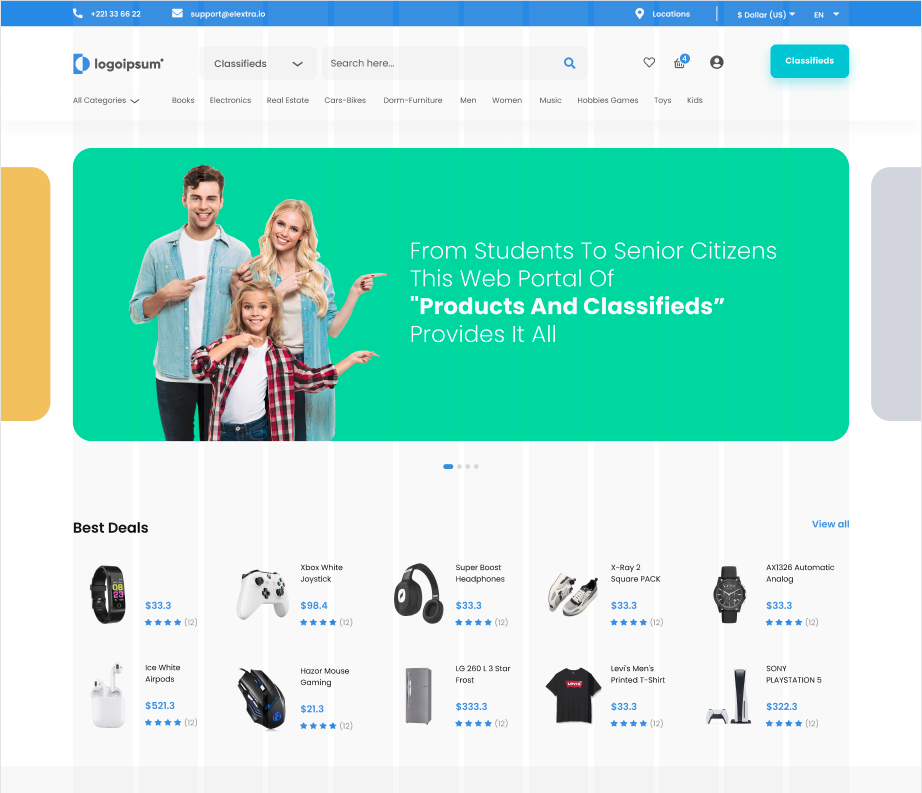 +221 33 66 22
support@elextra.io
Locations
$ Dollar (US)
EN
logoipsum
Classifieds
Search here...
4
Classifieds
All Categories
Books
Electronics
Real Estate
Cars-Bikes
Dorm-Furniture
Men
Women
Music
Hobbies Games
Toys
Kids
From Students To Senior Citizens
This Web Portal Of
"Products And Classifieds”
Provides It All
Best Deals
View all
$33.3
(12)
Xbox White
Joystick
$98.4
(12)
Super Boost
Headphones
$33.3
(12)
X-Ray 2
Square PACK
$33.3
(12)
AX1326 Automatic
Analog
$33.3
(12)
Ice White
Airpods
$521.3
(12)
Hazor Mouse
Gaming
$21.3
(12)
LG 260 L 3 Star
Frost
$333.3
(12)
Levi's Men's
Printed T-Shirt
$33.3
(12)
SONY
PLAYSTATION 5
$322.3
(12)
Levi's
08
23